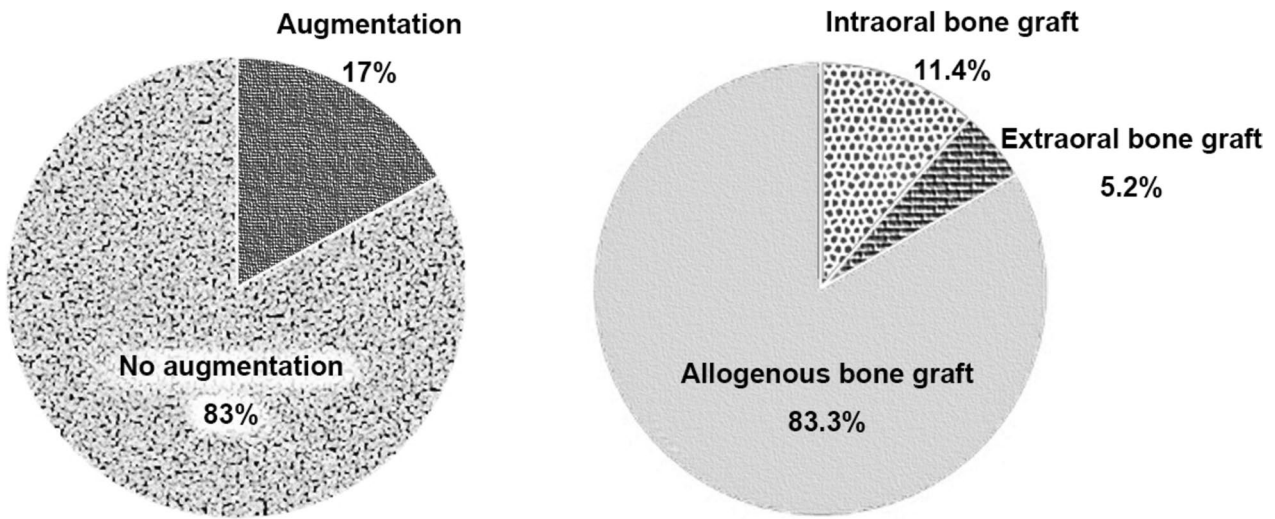 Augmentation
17%
No augmentation
83%
Intraoral bone graft
11.4%
Extraoral bone graft
5.2%
Allogenous bone graft
83.3%